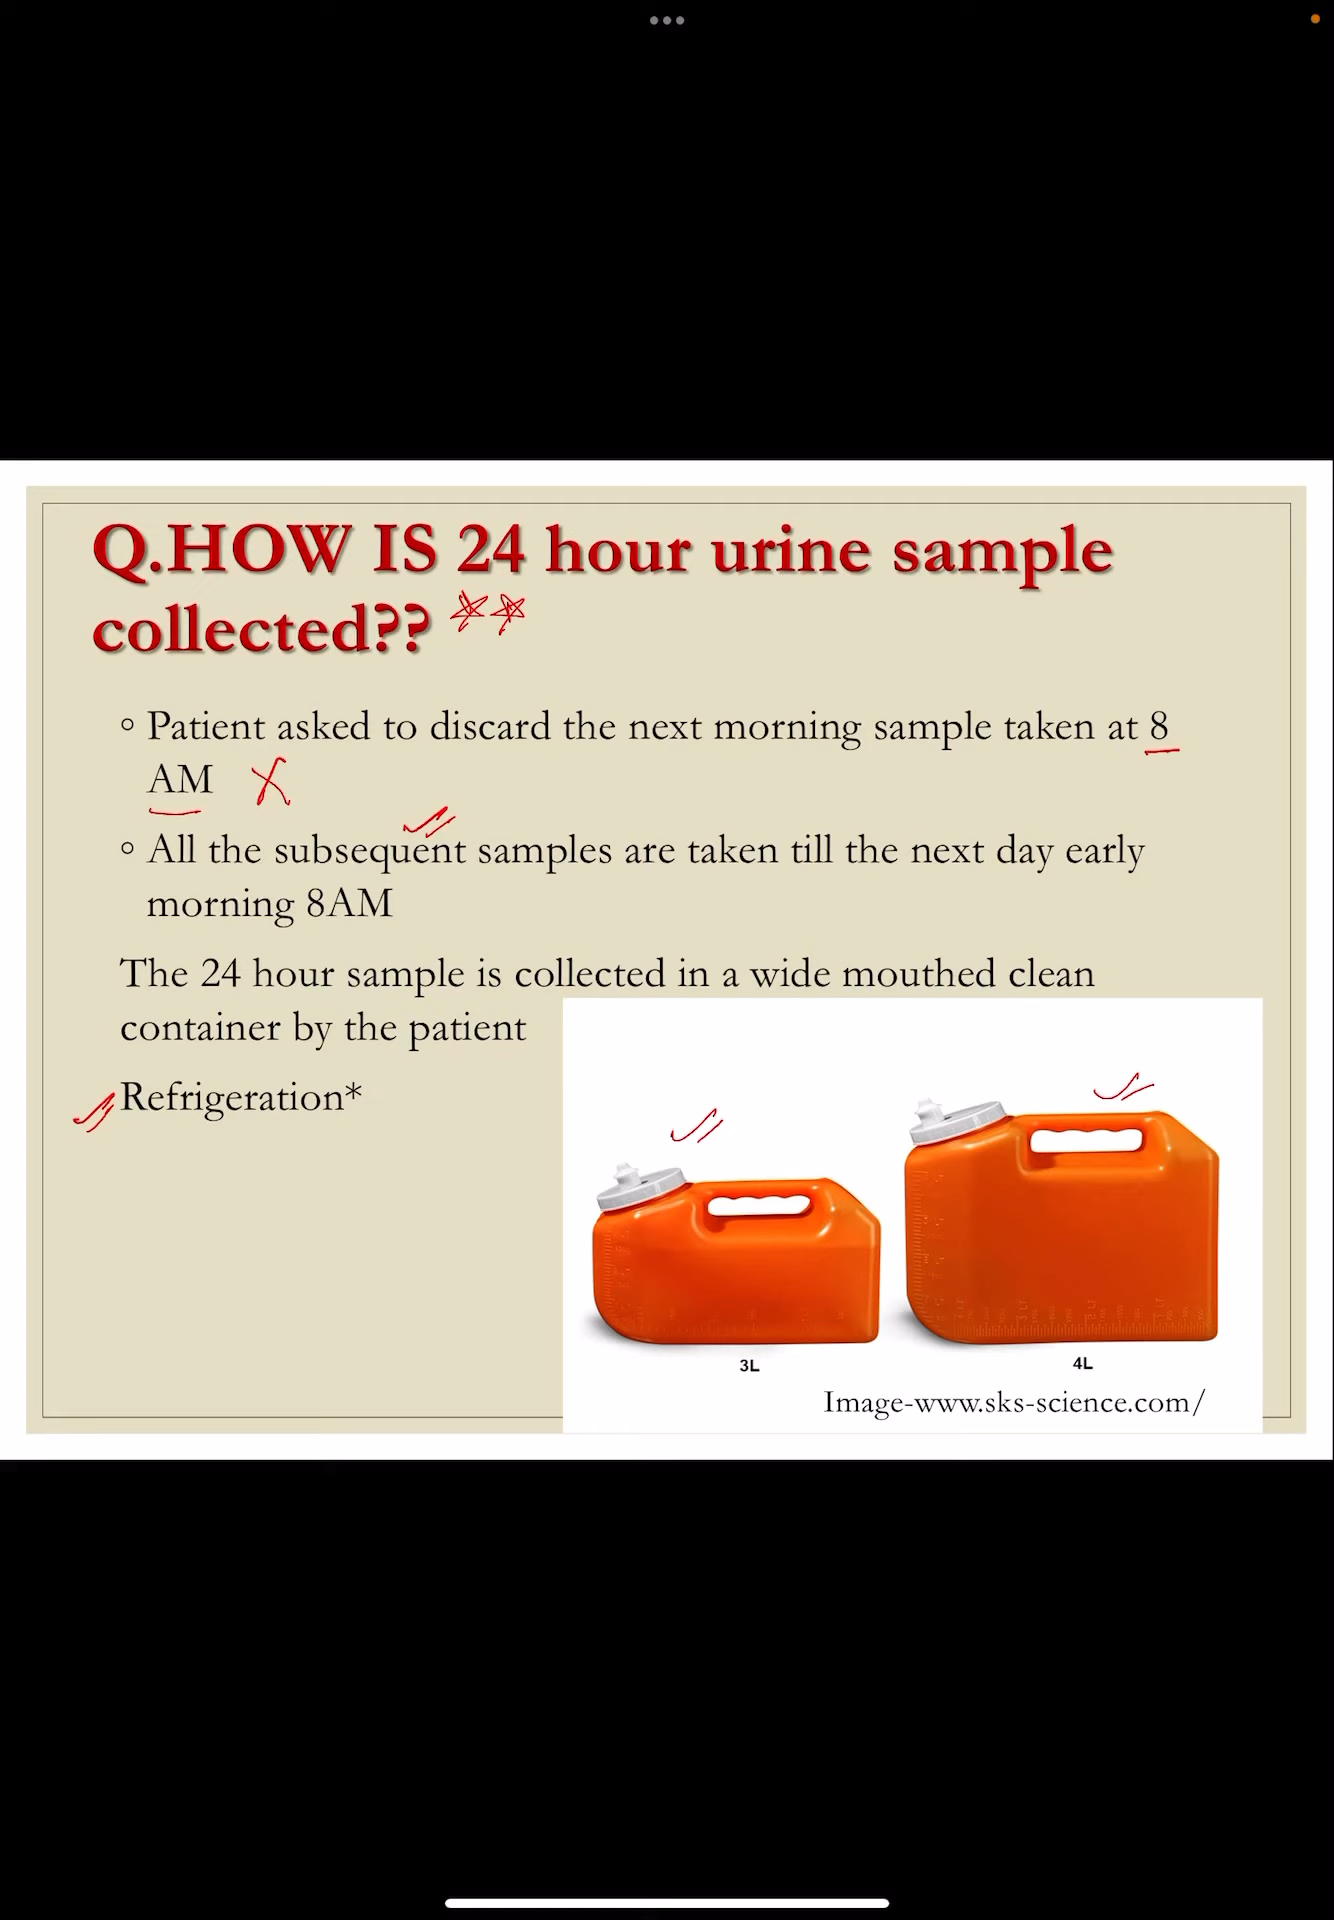 Q.HOW IS 24 hour urine sample
collected??
◦ Patient asked to discard the next morning sample taken at 8
AM
◦ All the subsequent samples are taken till the next day early
morning 8AM
The 24 hour sample is collected in a wide mouthed clean
container by the patient
Refrigeration*
3L
4L
Image-www.sks-science.com/